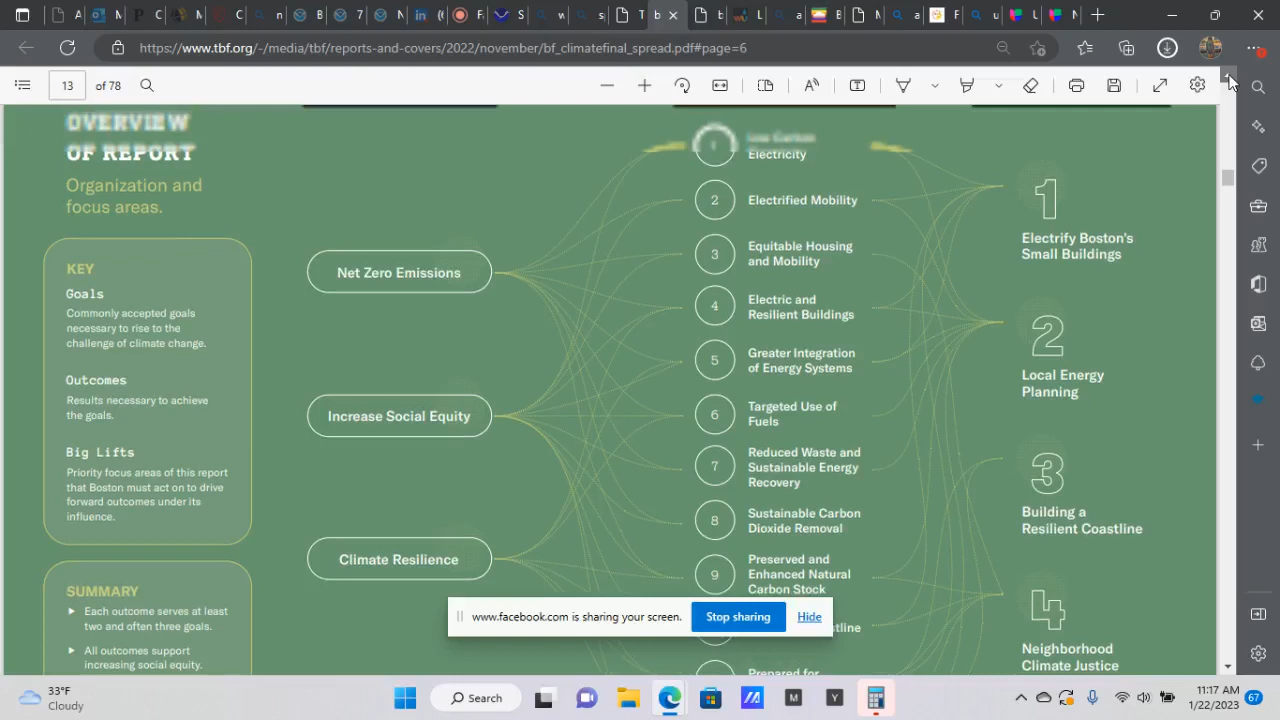 https://www.tbf.org/-/media/tbf/reports-and-covers/2022/november/bf_climatefinal_spread.pdf#page=6
13 of 78
OVERVIEW
OF REPORT
Organization and
focus areas.
KEY
Goals
Commonly accepted goals
necessary to rise to the
challenge of climate change.
Outcomes
Results necessary to achieve
the goals.
Big Lifts
Priority focus areas of this report
that Boston must act on to drive
forward outcomes under its
influence.
SUMMARY
Each outcome serves at least
two and often three goals.
All outcomes support
increasing social equity.
Net Zero Emissions
Increase Social Equity
Climate Resilience
1 Low Carbon
Electricity
2 Electrified Mobility
3 Equitable Housing
and Mobility
4 Electric and
Resilient Buildings
5 Greater Integration
of Energy Systems
6 Targeted Use of
Fuels
7 Reduced Waste and
Sustainable Energy
Recovery
8 Sustainable Carbon
Dioxide Removal
9 Preserved and
Enhanced Natural
Carbon Stock
Prepared for
1
Electrify Boston's
Small Buildings
2
Local Energy
Planning
3
Building a
Resilient Coastline
4
Neighborhood
Climate Justice
www.facebook.com is sharing your screen. Stop sharing Hide
33°F
Cloudy
Search
11:17 AM
1/22/2023
67